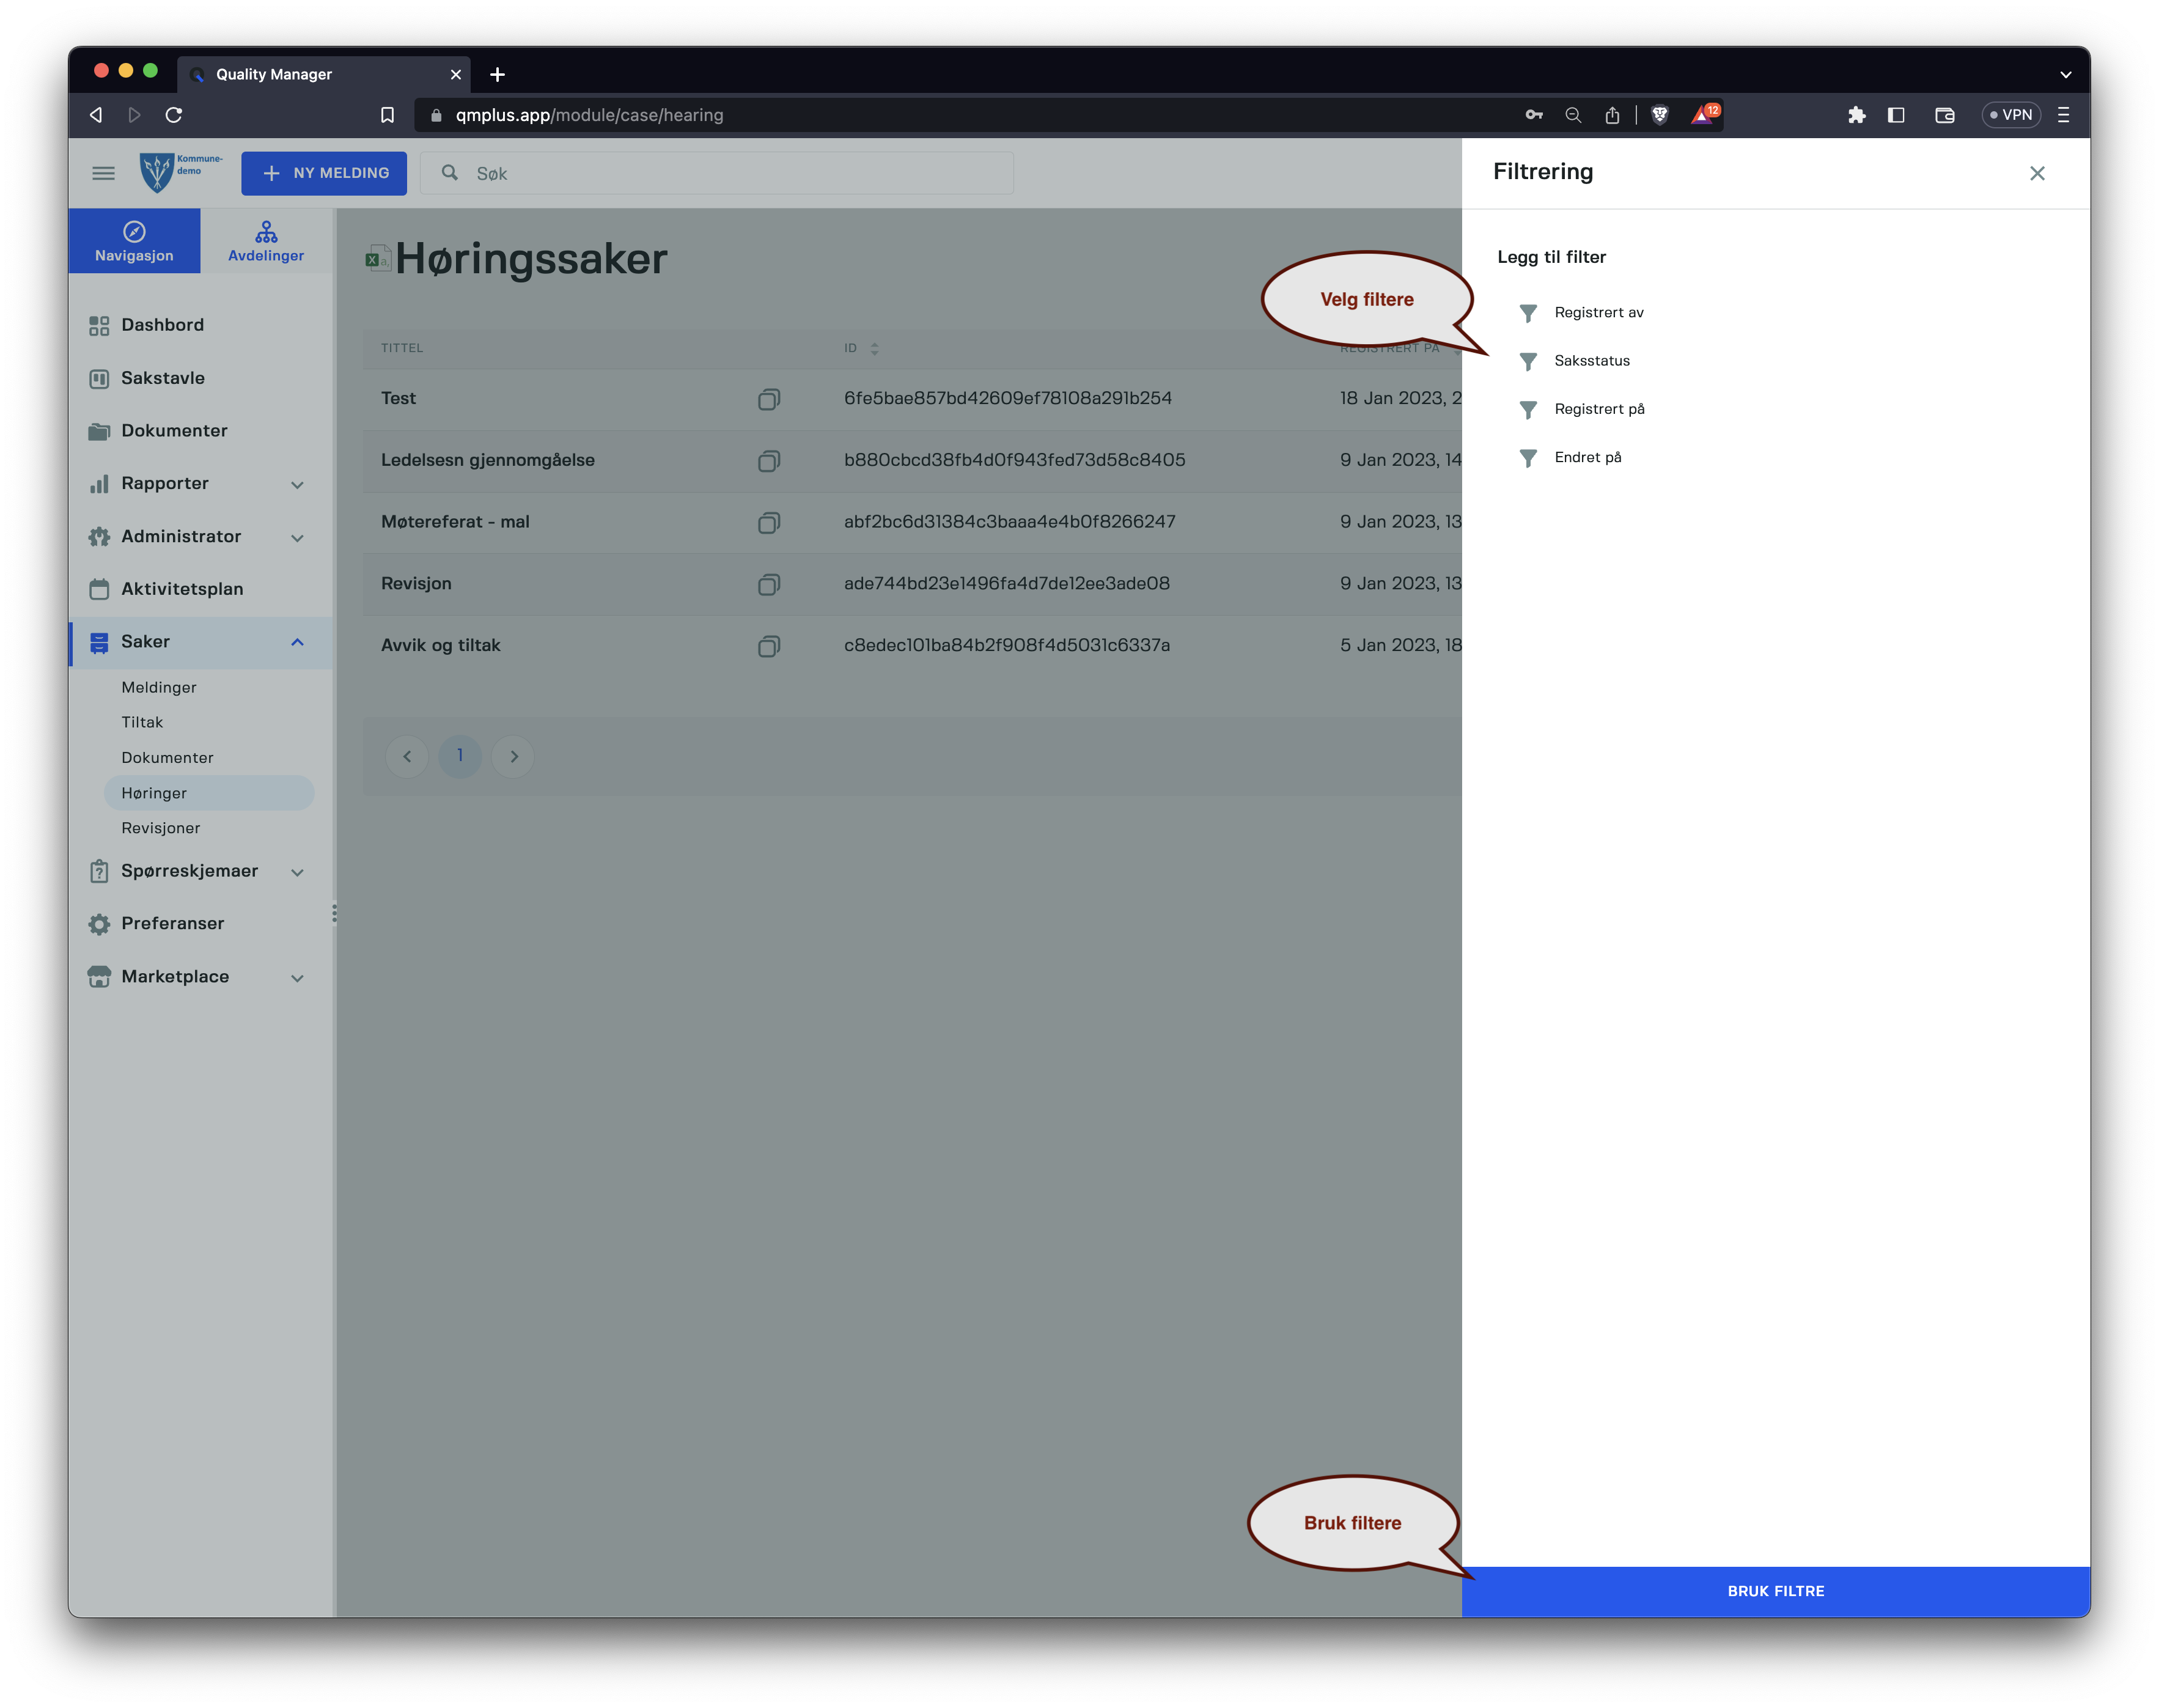 Quality Manager
qmplus.app/module/case/hearing
12
VPN
Kommune-
demo
NY MELDING
Søk
Filtrering
Navigasjon
Avdelinger
Høringssaker
Legg til filter
Velg filtere
Registrert av
Saksstatus
Registrert på
Endret på
Dashbord
Sakstavle
Dokumenter
Rapporter
Administrator
Aktivitetsplan
Saker
Meldinger
Tiltak
Dokumenter
Høringer
Revisjoner
Spørreskjemaer
Preferanser
Marketplace
TITTEL ID REGISTRERT PÅ
Test 6fe5bae857bd42609ef78108a291b254 18 Jan 2023, 2
Ledelsesn gjennomgåelse b880cbcd38fb4d0f943fed73d58c8405 9 Jan 2023, 14
Møtereferat - mal abf2bc6d31384c3baaa4e4b0f8266247 9 Jan 2023, 13
Revisjon ade744bd23e1496fa4d7de12ee3ade08 9 Jan 2023, 13
Avvik og tiltak c8edec101ba84b2f908f4d5031c6337a 5 Jan 2023, 18
1
Bruk filtere
BRUK FILTRE